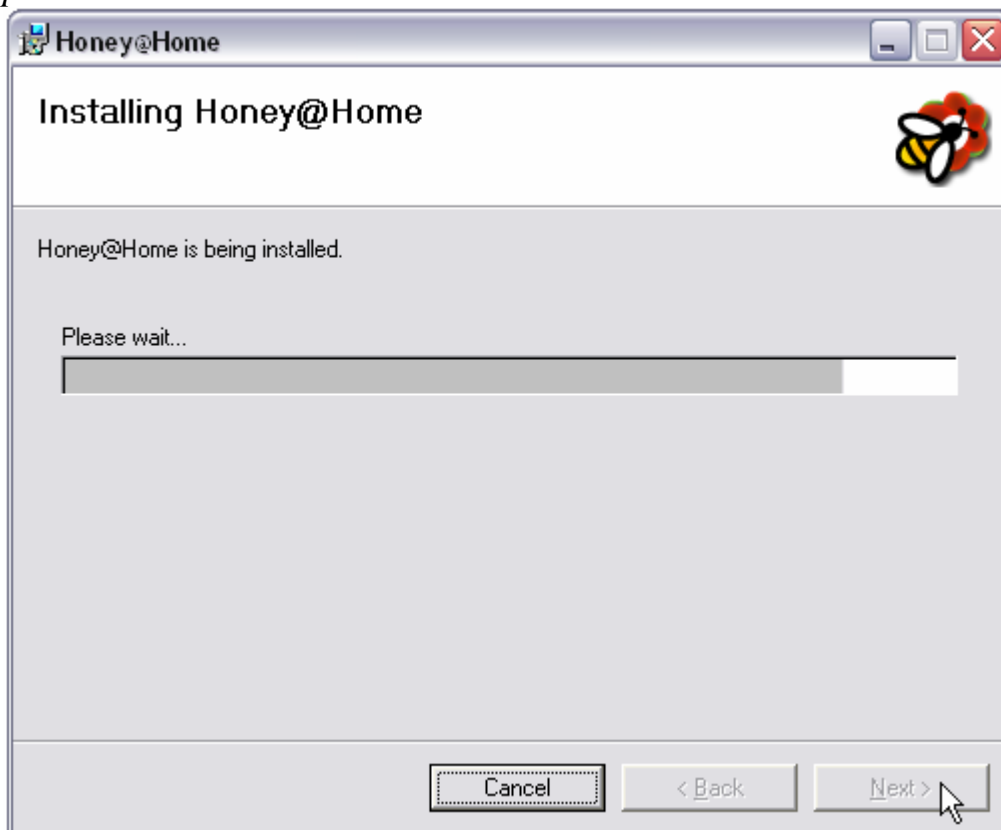 Honey@Home
Installing Honey@Home
Honey@Home is being installed.
Please wait...
Cancel
< Back
Next >